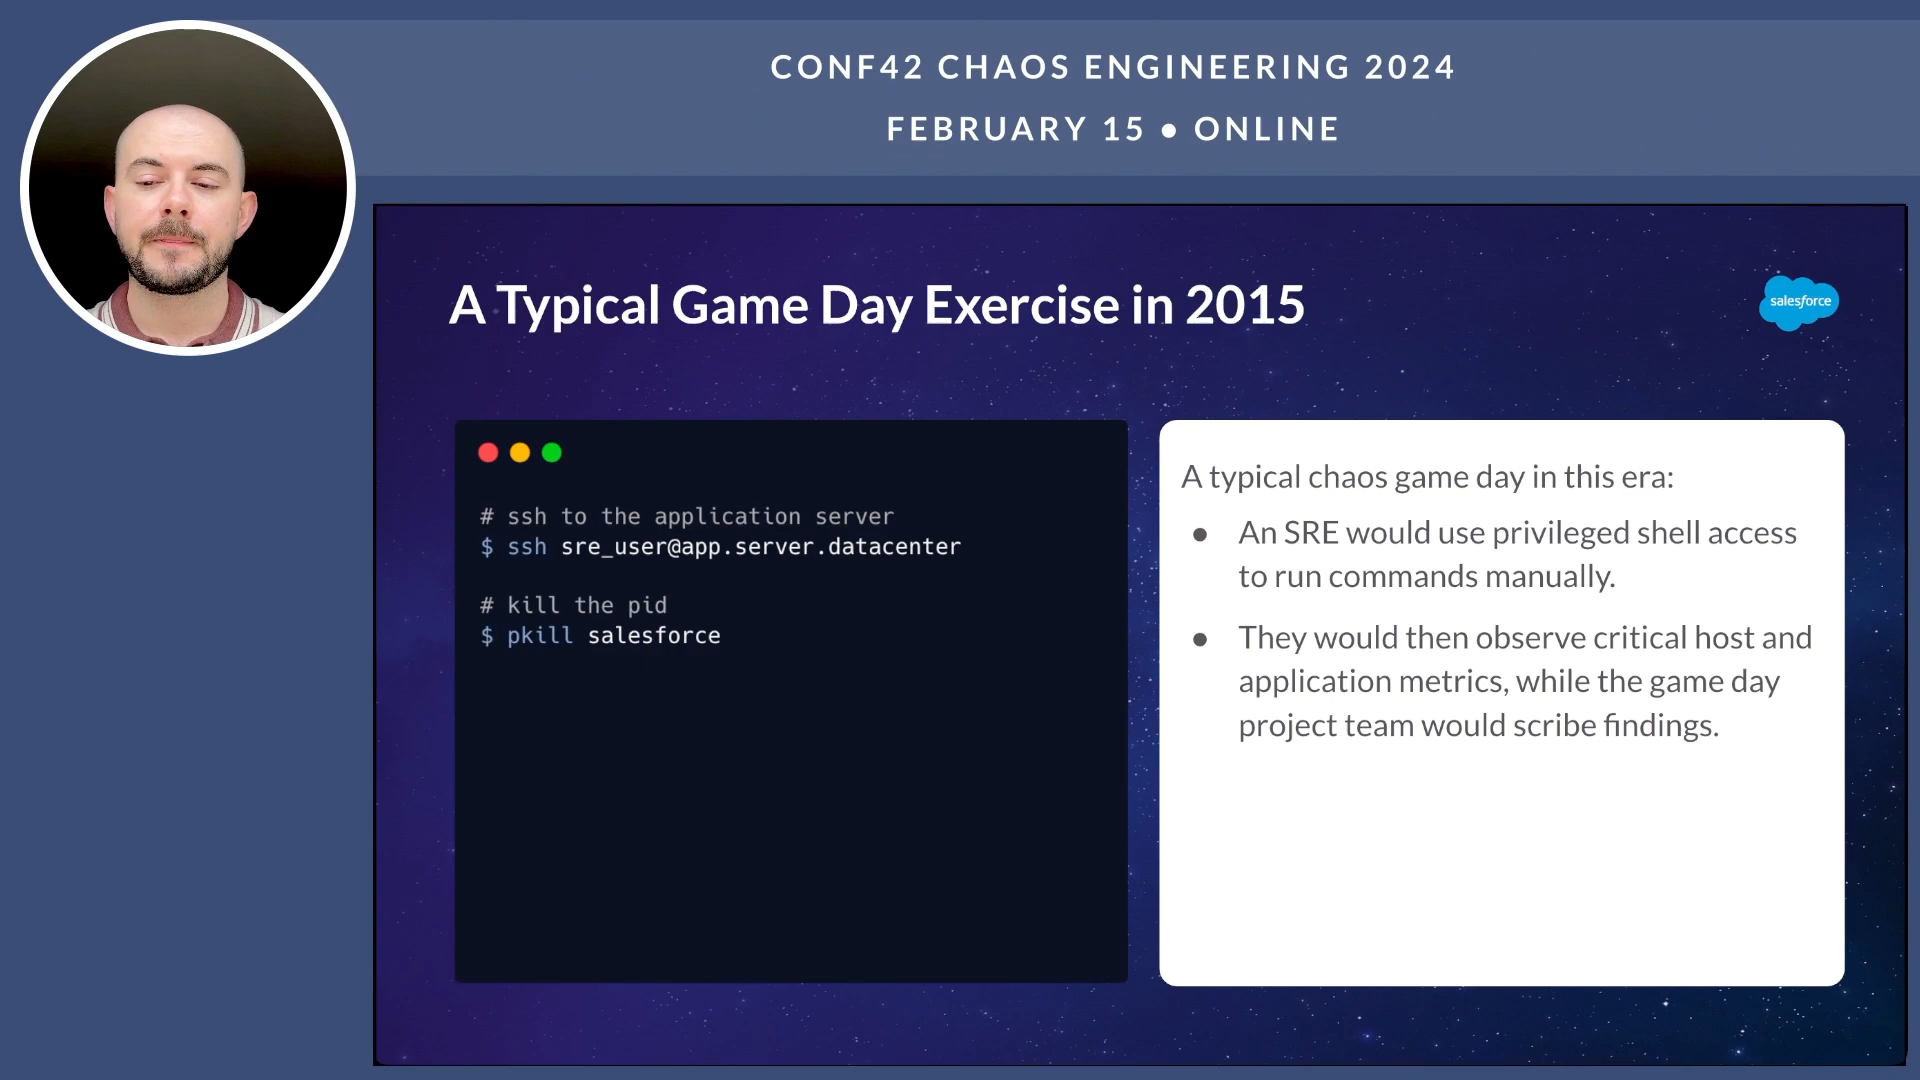 CONF42 CHAOS ENGINEERING 2024
FEBRUARY 15 • ONLINE
A Typical Game Day Exercise in 2015
salesforce
# ssh to the application server
$ ssh sre_user@app.server.datacenter
# kill the pid
$ pkill salesforce
A typical chaos game day in this era:
● An SRE would use privileged shell access
to run commands manually.
● They would then observe critical host and
application metrics, while the game day
project team would scribe findings.